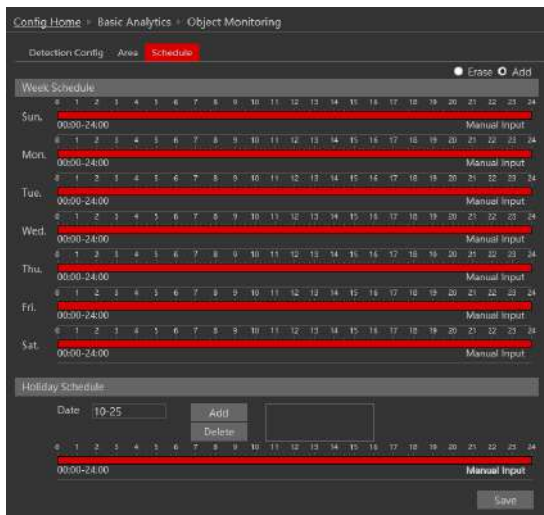 Config Home ▸ Basic Analytics ▸ Object Monitoring
Detection Config Area Schedule
Erase Add
Week Schedule
0 1 2 3 4 5 6 7 8 9 10 11 12 13 14 15 16 17 18 19 20 21 22 23 24
Sun.
00:00-24:00 Manual Input
0 1 2 3 4 5 6 7 8 9 10 11 12 13 14 15 16 17 18 19 20 21 22 23 24
Mon.
00:00-24:00 Manual Input
0 1 2 3 4 5 6 7 8 9 10 11 12 13 14 15 16 17 18 19 20 21 22 23 24
Tue.
00:00-24:00 Manual Input
0 1 2 3 4 5 6 7 8 9 10 11 12 13 14 15 16 17 18 19 20 21 22 23 24
Wed.
00:00-24:00 Manual Input
0 1 2 3 4 5 6 7 8 9 10 11 12 13 14 15 16 17 18 19 20 21 22 23 24
Thu.
00:00-24:00 Manual Input
0 1 2 3 4 5 6 7 8 9 10 11 12 13 14 15 16 17 18 19 20 21 22 23 24
Fri.
00:00-24:00 Manual Input
0 1 2 3 4 5 6 7 8 9 10 11 12 13 14 15 16 17 18 19 20 21 22 23 24
Sat.
00:00-24:00 Manual Input
Holiday Schedule
Date 10-25 Add
Delete
0 1 2 3 4 5 6 7 8 9 10 11 12 13 14 15 16 17 18 19 20 21 22 23 24
00:00-24:00 Manual Input
Save